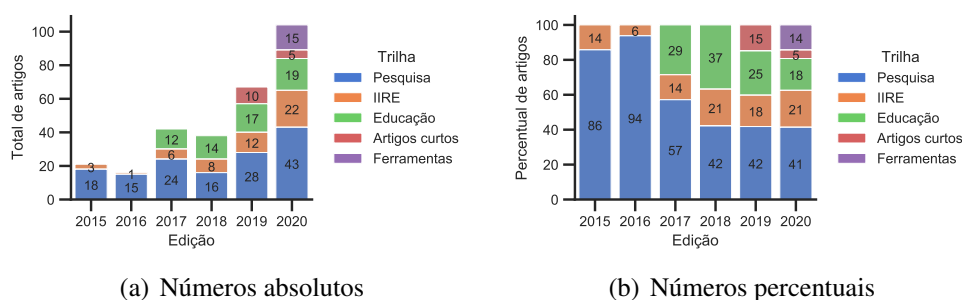 100
80
60
40
20
0
Total de artigos
18
3
15
1
24
6
12
16
8
14
28
12
17
10
43
22
19
5
15
2015 2016 2017 2018 2019 2020
Edição
Trilha
Pesquisa
IIRE
Educação
Artigos curtos
Ferramentas
(a) Números absolutos
100
80
60
40
20
0
Percentual de artigos
86
14
94
6
57
14
29
42
21
37
42
18
25
15
41
21
18
5
14
2015 2016 2017 2018 2019 2020
Edição
Trilha
Pesquisa
IIRE
Educação
Artigos curtos
Ferramentas
(b) Números percentuais